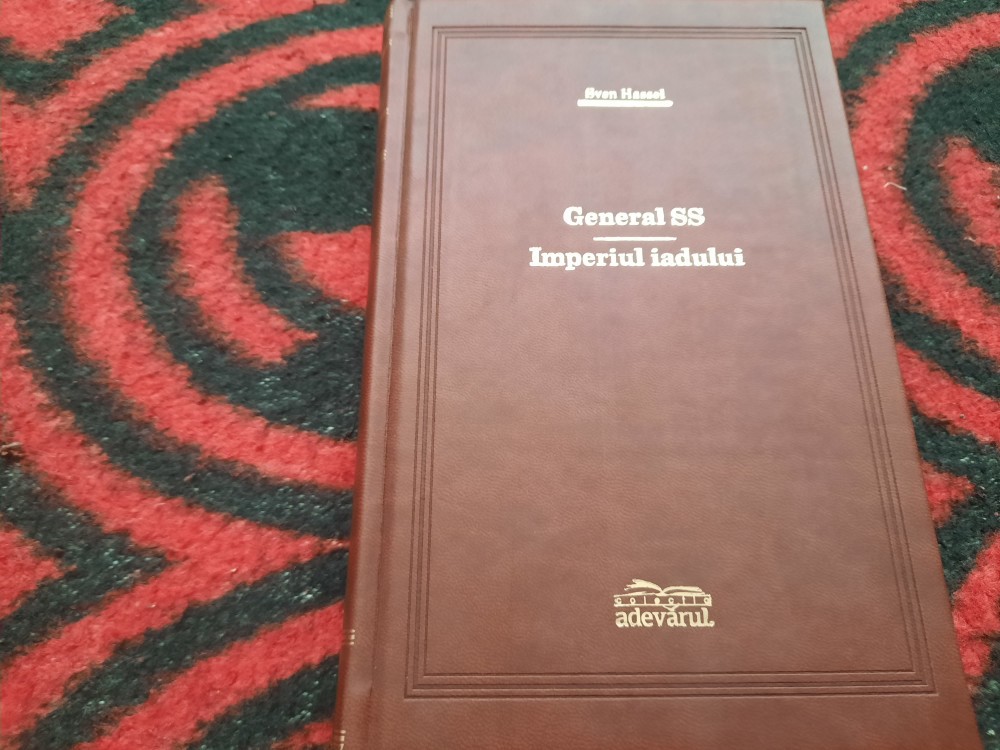 Sven Hassel
General SS
Imperiul iadului
colecția
adevărul